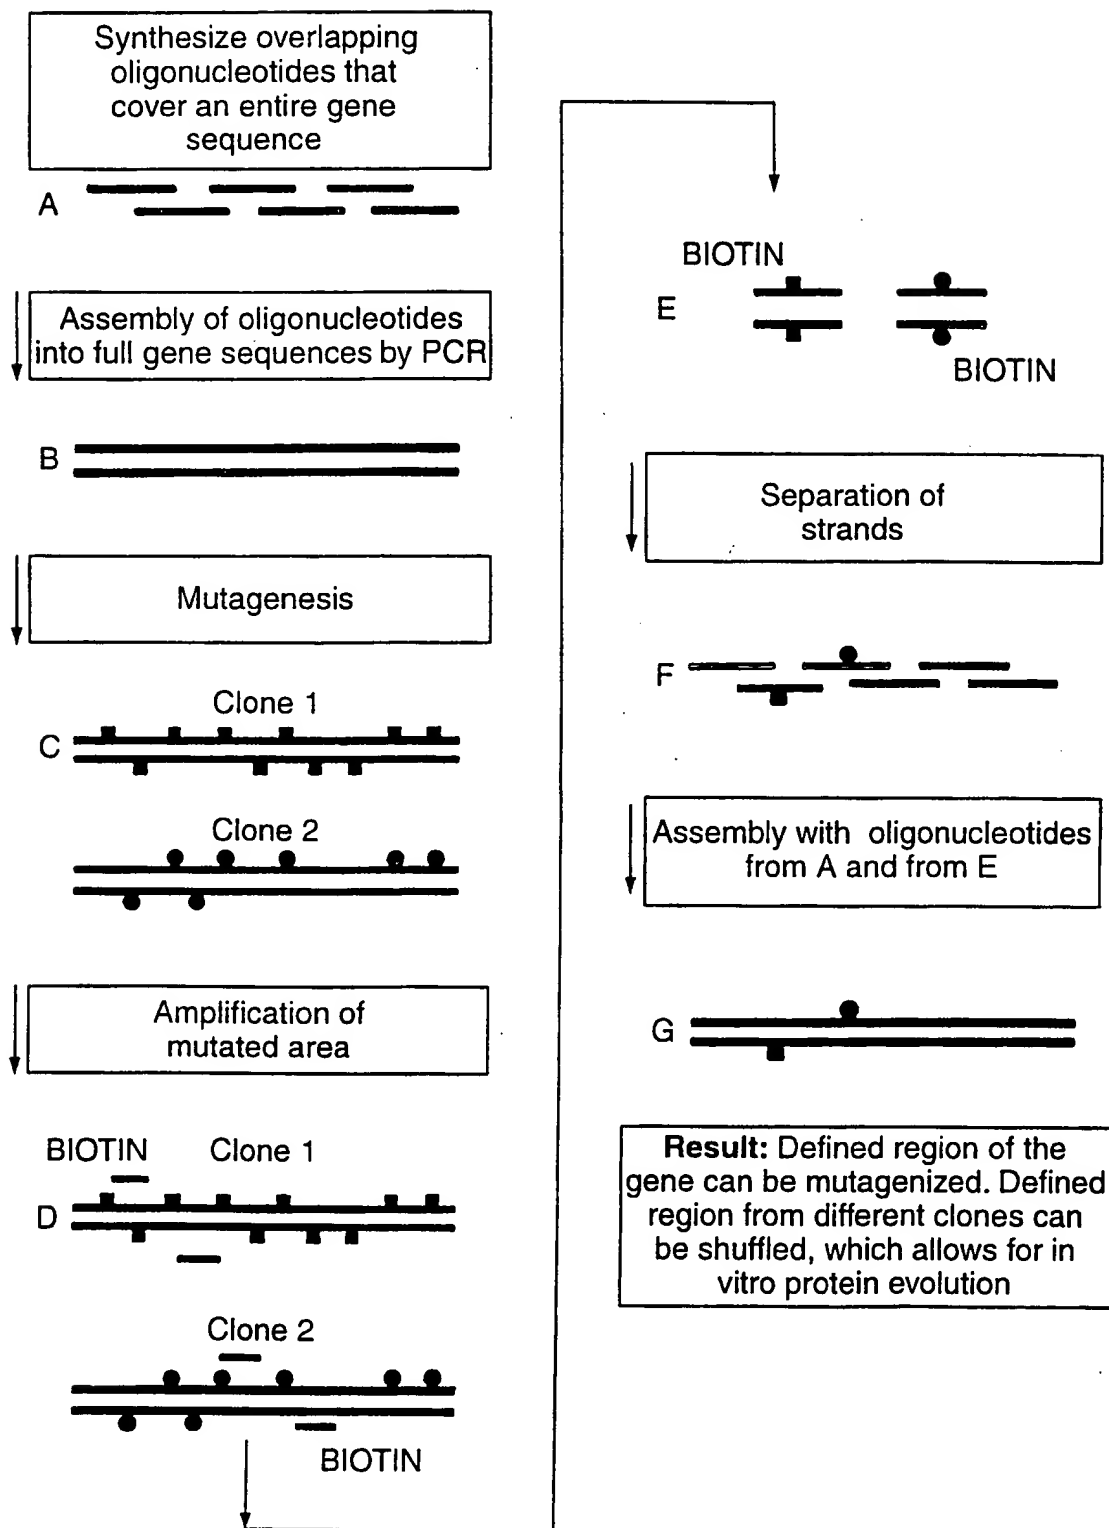 Synthesize overlapping
oligonucleotides that
cover an entire gene
sequence
A
Assembly of oligonucleotides
into full gene sequences by PCR
B
Mutagenesis
Clone 1
C
Clone 2
Amplification of
mutated area
BIOTIN
Clone 1
D
Clone 2
BIOTIN
BIOTIN
E
BIOTIN
Separation of
strands
F
Assembly with oligonucleotides
from A and from E
G
Result: Defined region of the
gene can be mutagenized. Defined
region from different clones can
be shuffled, which allows for in
vitro protein evolution